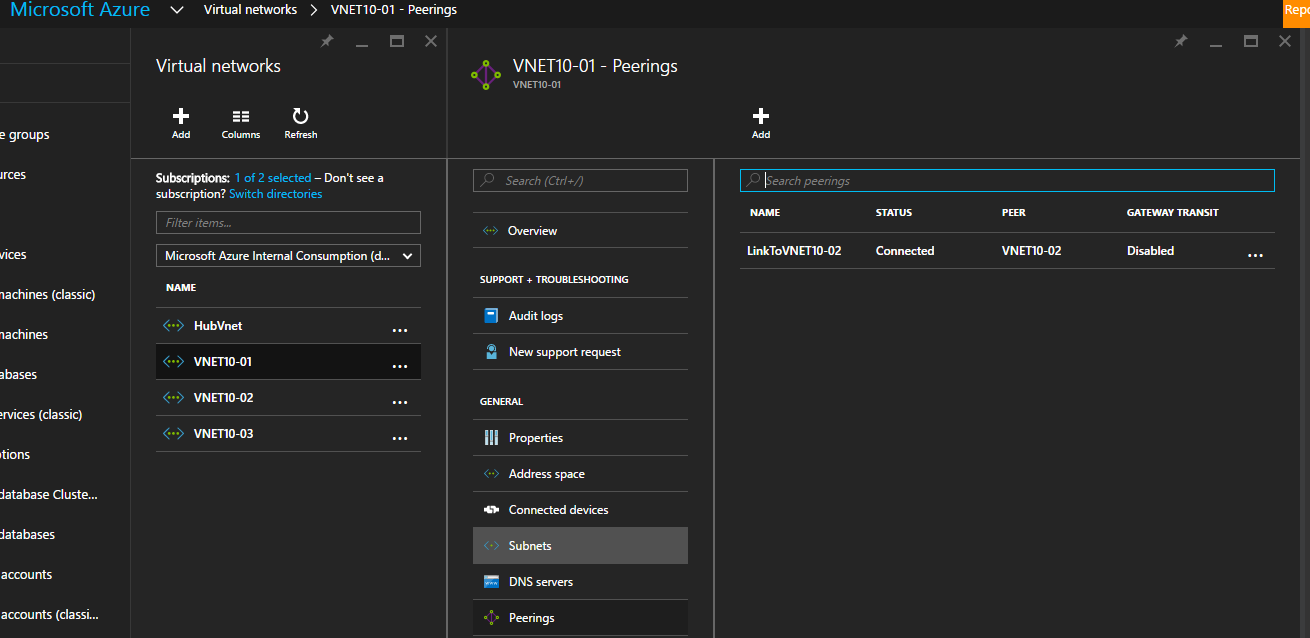 Microsoft Azure
Virtual networks
VNET10-01 - Peerings
Repo
e groups
urces
vices
machines (classic)
machines
abases
ervices (classic)
otions
database Cluste...
databases
accounts
accounts (classi...
Virtual networks
Add
Columns
Refresh
Subscriptions: 1 of 2 selected – Don't see a
subscription? Switch directories
Filter items...
Microsoft Azure Internal Consumption (d...
NAME
HubVnet
...
VNET10-01
...
VNET10-02
...
VNET10-03
...
VNET10-01 - Peerings
VNET10-01
Search (Ctrl+/)
Overview
SUPPORT + TROUBLESHOOTING
Audit logs
New support request
GENERAL
Properties
Address space
Connected devices
Subnets
DNS servers
Peerings
Add
Search peerings
NAME STATUS PEER GATEWAY TRANSIT
LinkToVNET10-02 Connected VNET10-02 Disabled ...